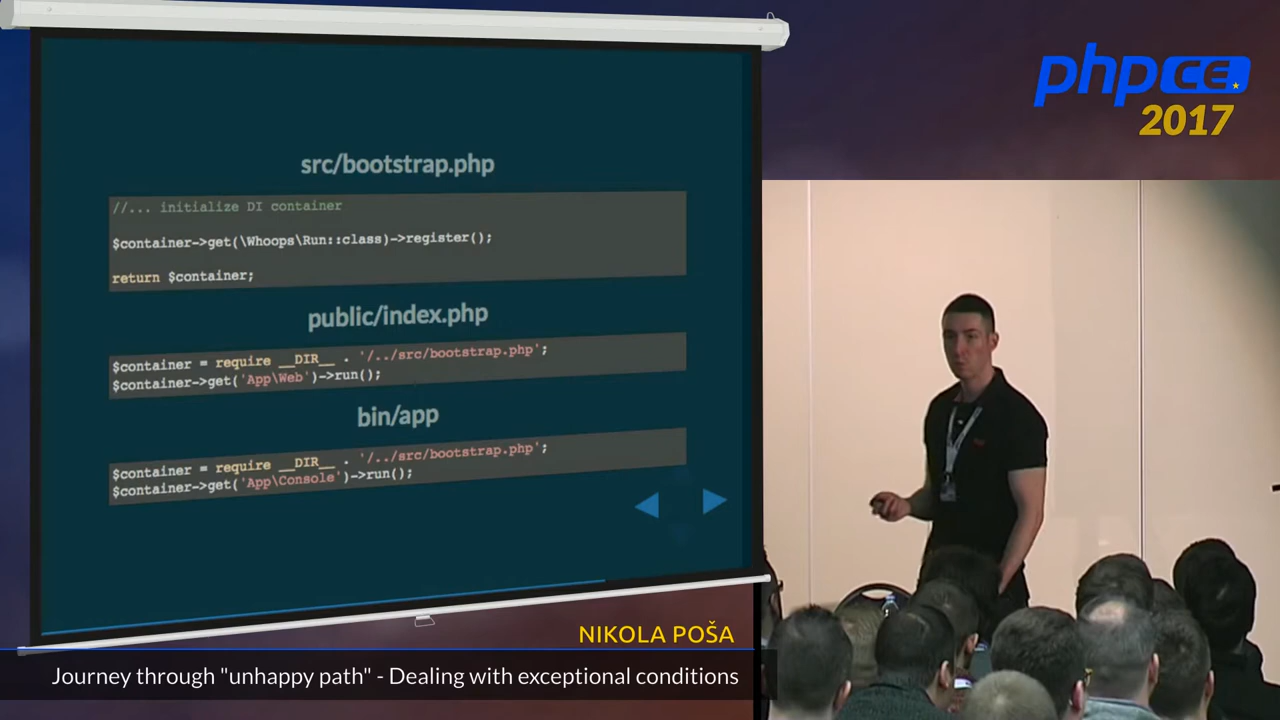 phpCE
2017
src/bootstrap.php
//... initialize DI container
$container->get(\Whoops\Run::class)->register();
return $container;
public/index.php
$container = require __DIR__ . '/../src/bootstrap.php';
$container->get('App\Web')->run();
bin/app
$container = require __DIR__ . '/../src/bootstrap.php';
$container->get('App\Console')->run();
NIKOLA POŠA
Journey through "unhappy path" - Dealing with exceptional conditions